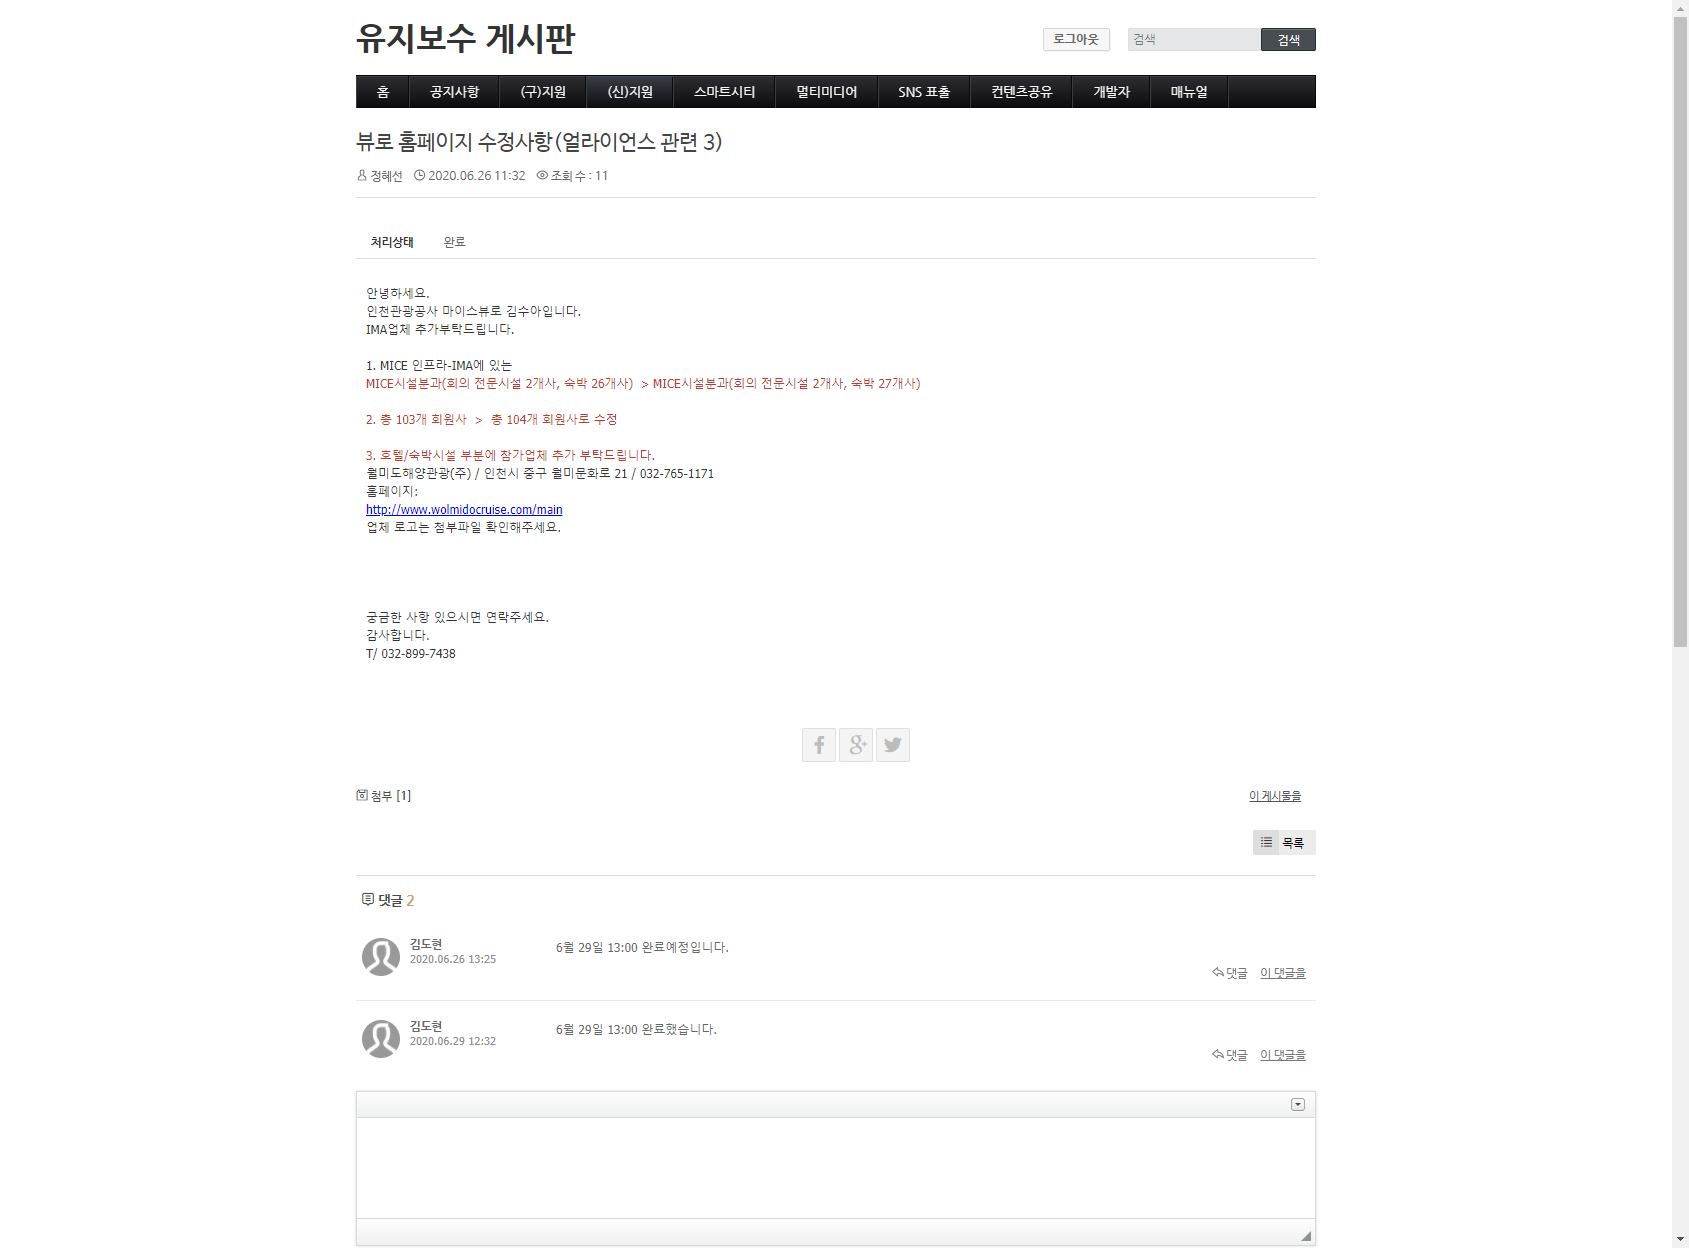 유지보수 게시판
로그아웃
검색
검색
홈
공지사항
(구)지원
(신)지원
스마트시티
멀티미디어
SNS 표출
컨텐츠공유
개발자
매뉴얼
뷰로 홈페이지 수정사항(얼라이언스 관련 3)
정혜선 2020.06.26 11:32 조회 수 : 11
처리상태 완료
안녕하세요.
인천관광공사 마이스뷰로 김수아입니다.
IMA업체 추가부탁드립니다.
1. MICE 인프라-IMA에 있는
MICE시설분과(회의 전문시설 2개사, 숙박 26개사) > MICE시설분과(회의 전문시설 2개사, 숙박 27개사)
2. 총 103개 회원사 > 총 104개 회원사로 수정
3. 호텔/숙박시설 부분에 참가업체 추가 부탁드립니다.
월미도해양관광(주) / 인천시 중구 월미문화로 21 / 032-765-1171
홈페이지:
http://www.wolmidocruise.com/main
업체 로고는 첨부파일 확인해주세요.
궁금한 사항 있으시면 연락주세요.
감사합니다.
T/ 032-899-7438
첨부 [1]
이 게시물을
목록
댓글 2
김도현
2020.06.26 13:25
6월 29일 13:00 완료예정입니다.
댓글 이 댓글을
김도현
2020.06.29 12:32
6월 29일 13:00 완료했습니다.
댓글 이 댓글을